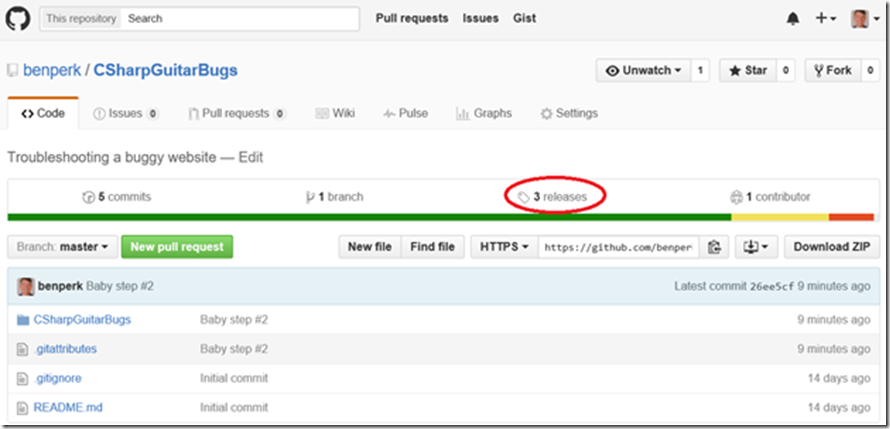 This repository Search Pull requests Issues Gist
benperk / CSharpGuitarBugs Unwatch 1 Star 0 Fork 0
Code Issues 0 Pull requests 0 Wiki Pulse Graphs Settings
Troubleshooting a buggy website — Edit
5 commits 1 branch 3 releases 1 contributor
Branch: master New pull request New file Find file HTTPS https://github.com/benper Download ZIP
benperk Baby step #2 Latest commit 26ee5cf 9 minutes ago
CSharpGuitarBugs Baby step #2 9 minutes ago
.gitattributes Baby step #2 9 minutes ago
.gitignore Initial commit 14 days ago
README.md Initial commit 14 days ago